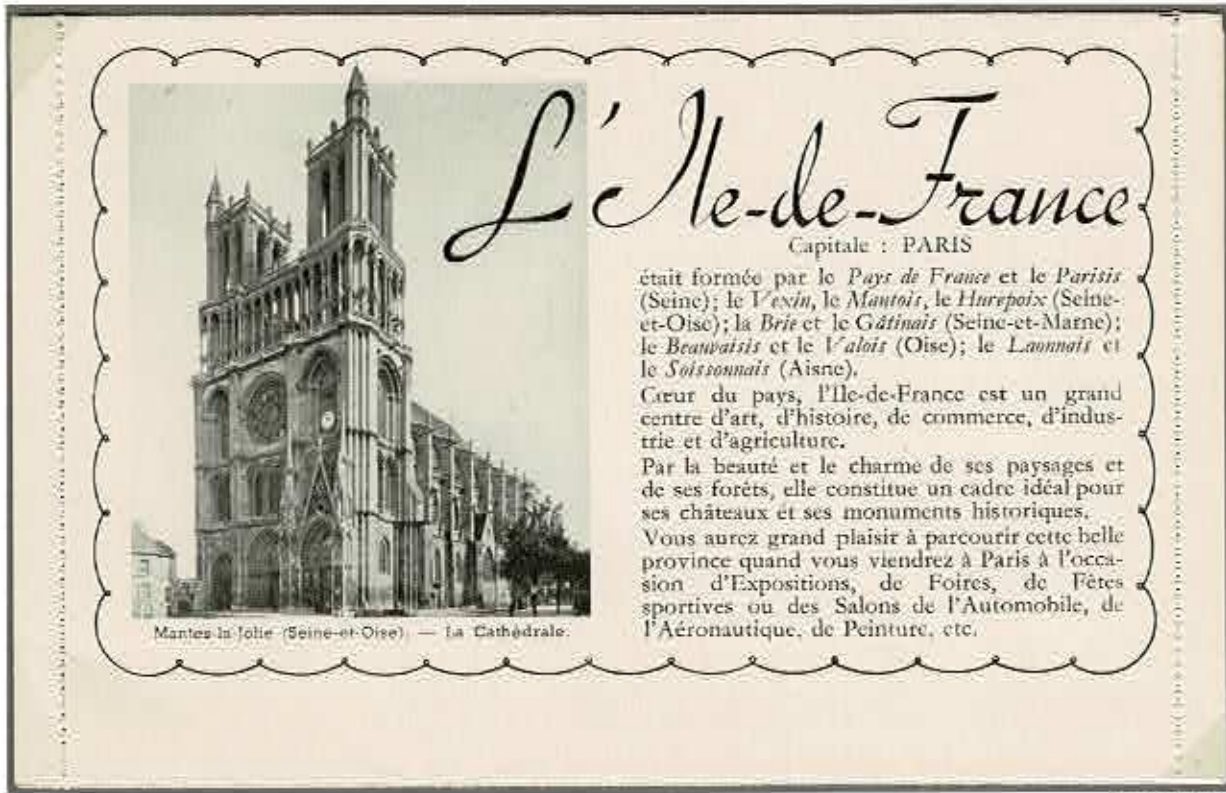 L'Ile-de-France
Capitale : PARIS
était formée par le Pays de France et le Parisis
(Seine); le Vexin, le Mantois, le Hurepoix (Seine-
et-Oise); la Brie et le Gâtinais (Seine-et-Marne);
le Beauvaisis et le Valois (Oise); le Laonnais et
le Soissonnais (Aisne).
Cœur du pays, l'Ile-de-France est un grand
centre d'art, d'histoire, de commerce, d'indus-
trie et d'agriculture.
Par la beauté et le charme de ses paysages et
de ses forêts, elle constitue un cadre idéal pour
ses châteaux et ses monuments historiques.
Vous aurez grand plaisir à parcourir cette belle
province quand vous viendrez à Paris à l'occa-
sion d'Expositions, de Foires, de Fêtes
sportives ou des Salons de l'Automobile, de
l'Aéronautique, de Peinture, etc.
Mantes-la-Jolie (Seine-et-Oise). — La Cathédrale.